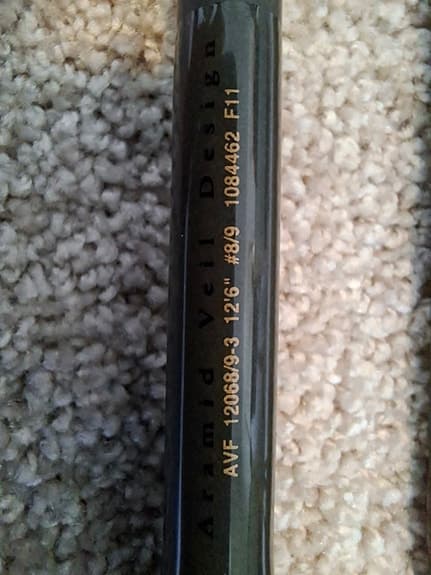 Aramid Veil Design
AVF 12068/9-3 12'6" #8/9 1084462 F11